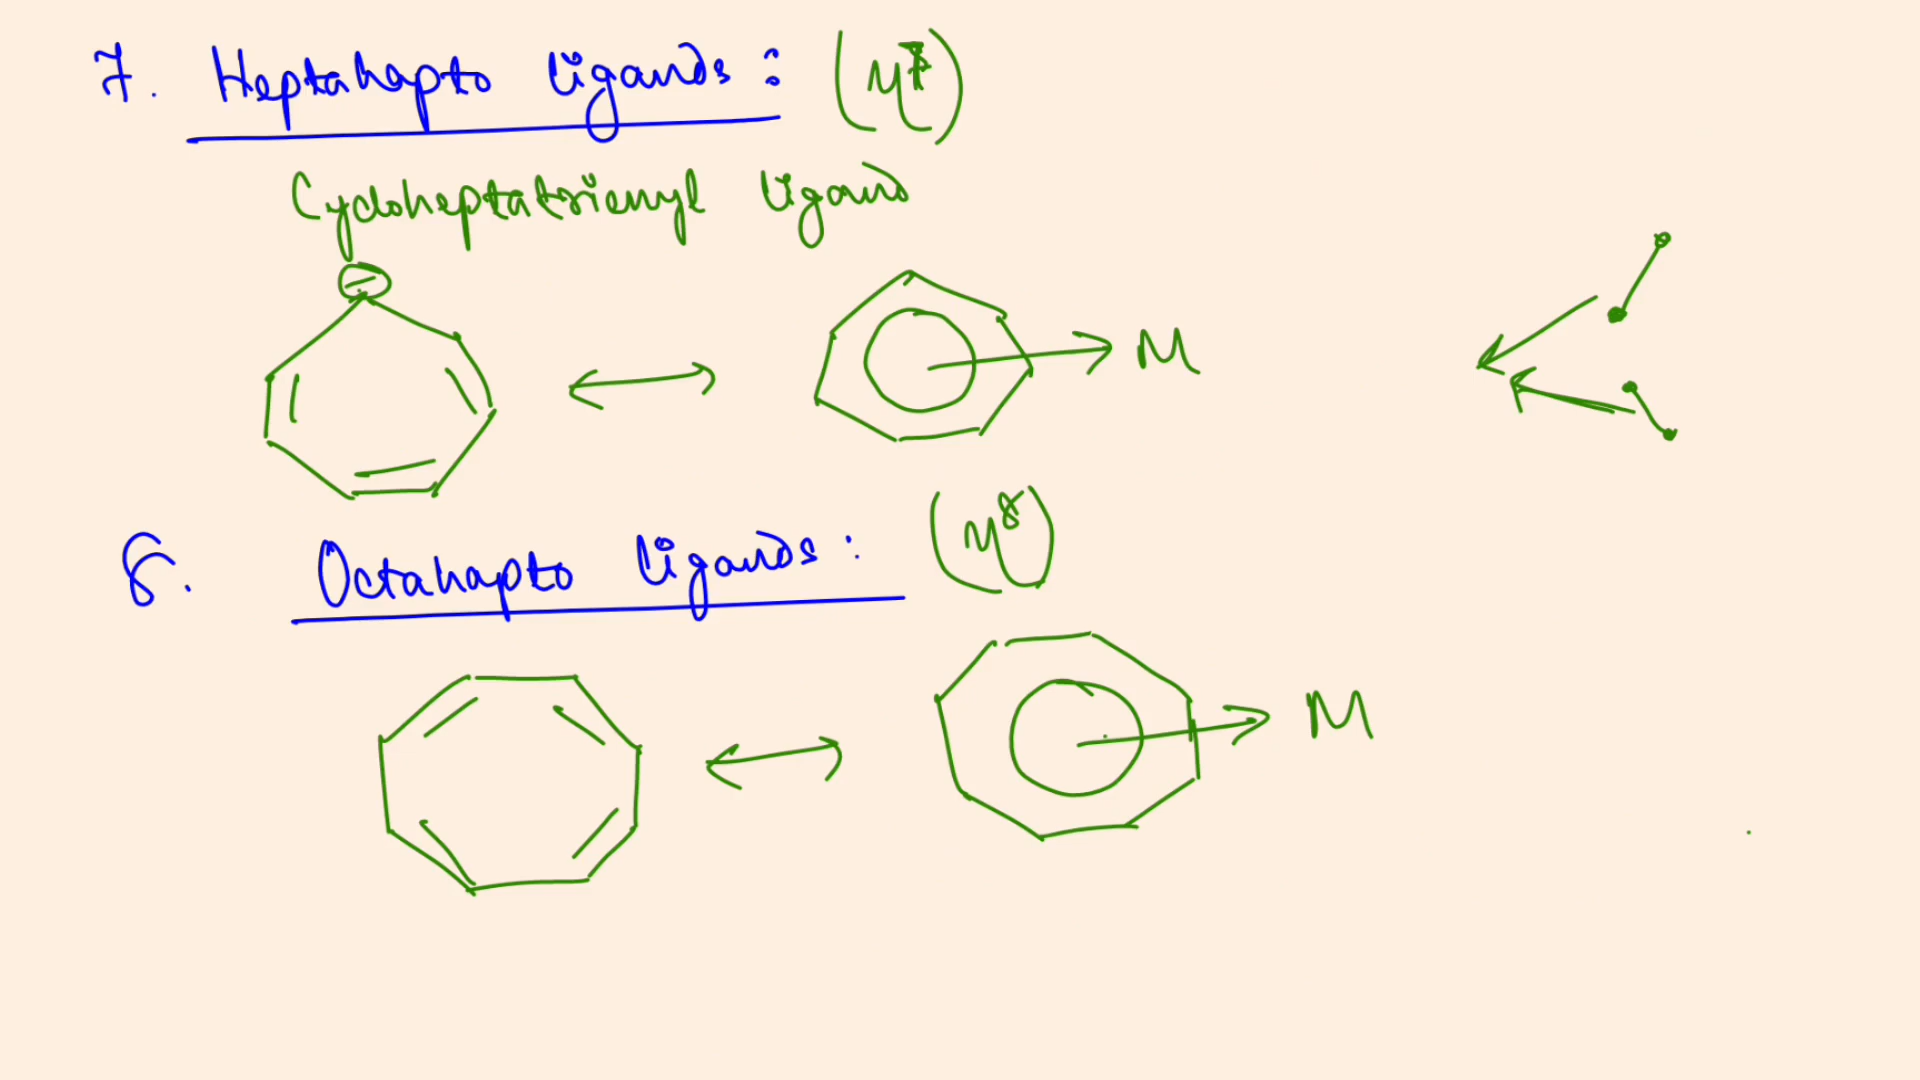 7. Heptahapto ligands: (η⁷)
Cycloheptatrienyl ligand
⊖
M
8. Octahapto ligands: (η⁸)
M